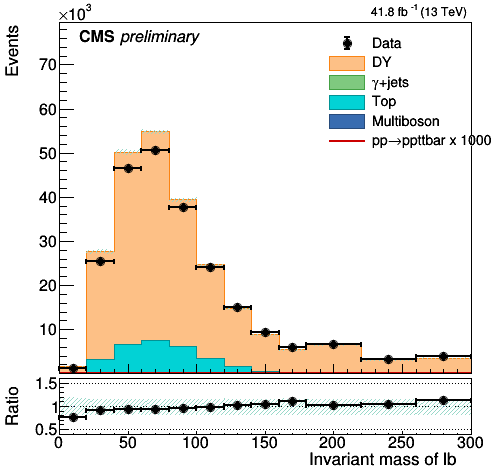 ×10³
41.8 fb⁻¹ (13 TeV)
CMS preliminary
Events
70
60
50
40
30
20
10
Data
DY
γ+jets
Top
Multiboson
pp→ppttbar x 1000
Ratio
1.5
1
0.5
0 50 100 150 200 250 300
Invariant mass of lb